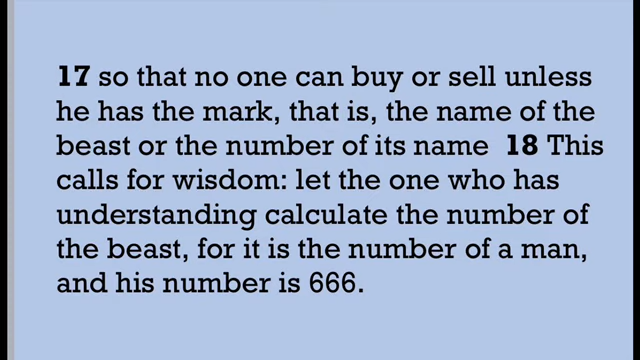 17 so that no one can buy or sell unless
he has the mark, that is, the name of the
beast or the number of its name 18 This
calls for wisdom: let the one who has
understanding calculate the number of
the beast, for it is the number of a man,
and his number is 666.